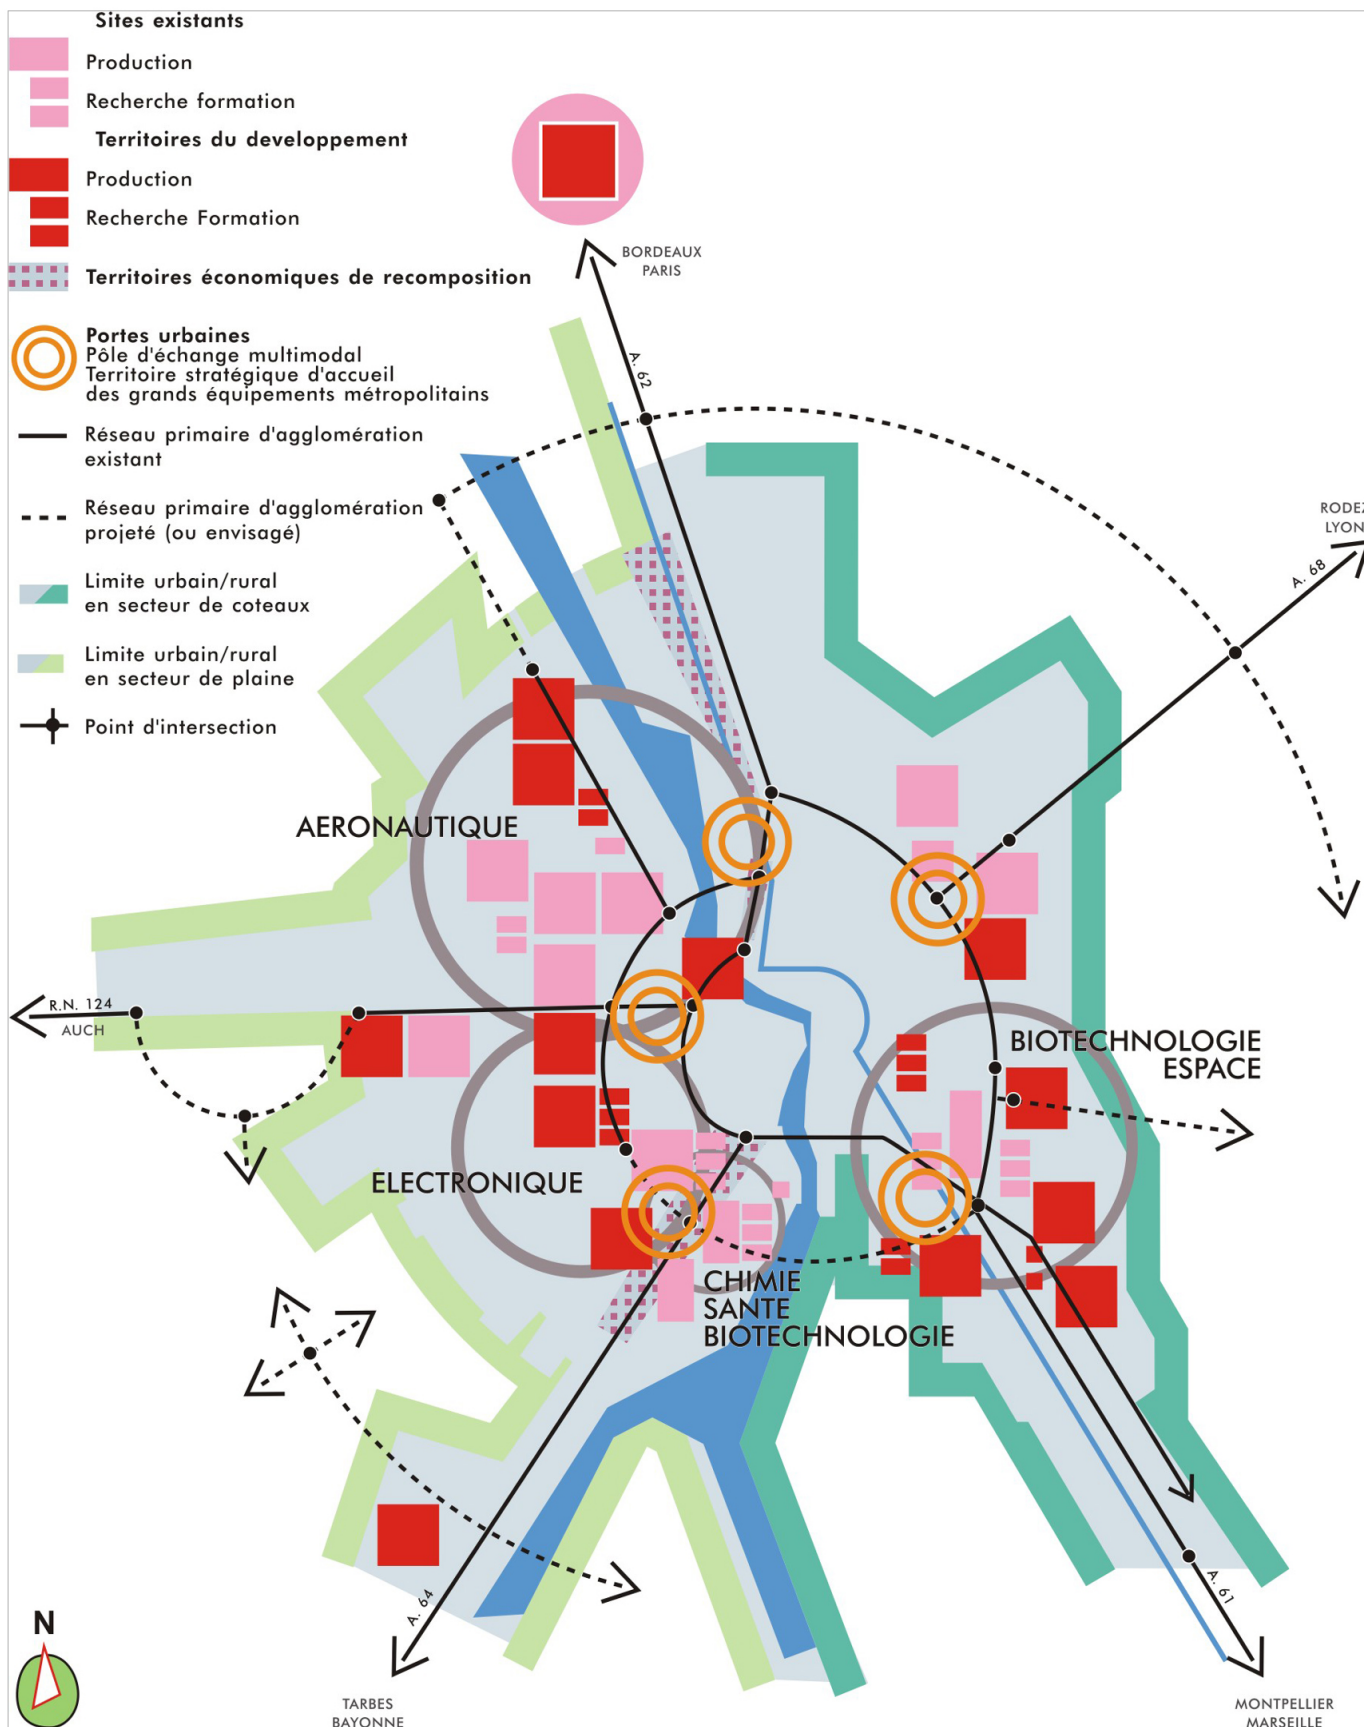 Sites existants
Production
Recherche formation
Territoires du developpement
Production
Recherche Formation
Territoires économiques de recomposition
Portes urbaines
Pôle d'échange multimodal
Territoire stratégique d'accueil
des grands équipements métropolitains
Réseau primaire d'agglomération
existant
Réseau primaire d'agglomération
projeté (ou envisagé)
Limite urbain/rural
en secteur de coteaux
Limite urbain/rural
en secteur de plaine
Point d'intersection
BORDEAUX
PARIS
A. 62
RODEZ
LYON
A. 68
AERONAUTIQUE
R.N. 124
AUCH
BIOTECHNOLOGIE
ESPACE
ELECTRONIQUE
CHIMIE
SANTE
BIOTECHNOLOGIE
A. 64
A. 61
N
TARBES
BAYONNE
MONTPELLIER
MARSEILLE